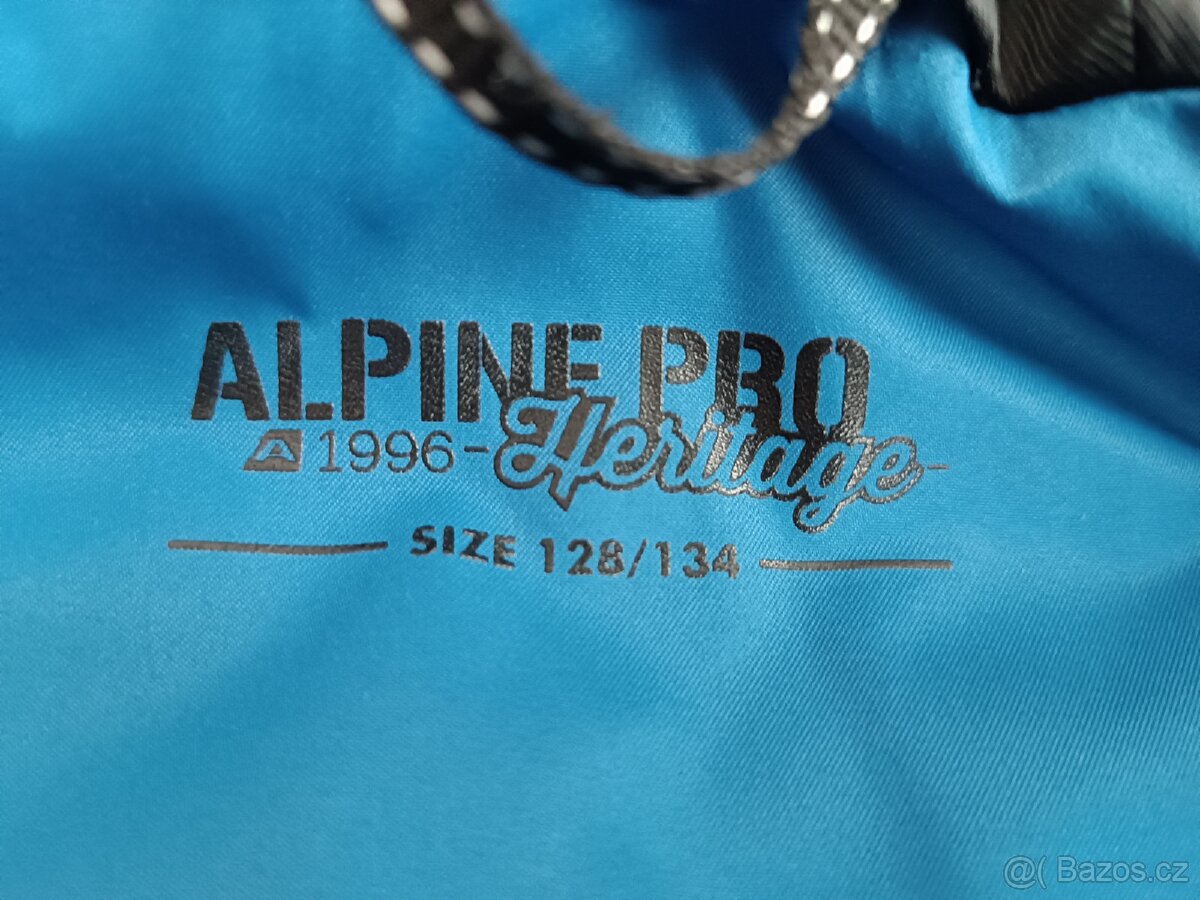 ALPINE PRO
A 1996 - Heritage -
SIZE 128/134
@( Bazos.cz